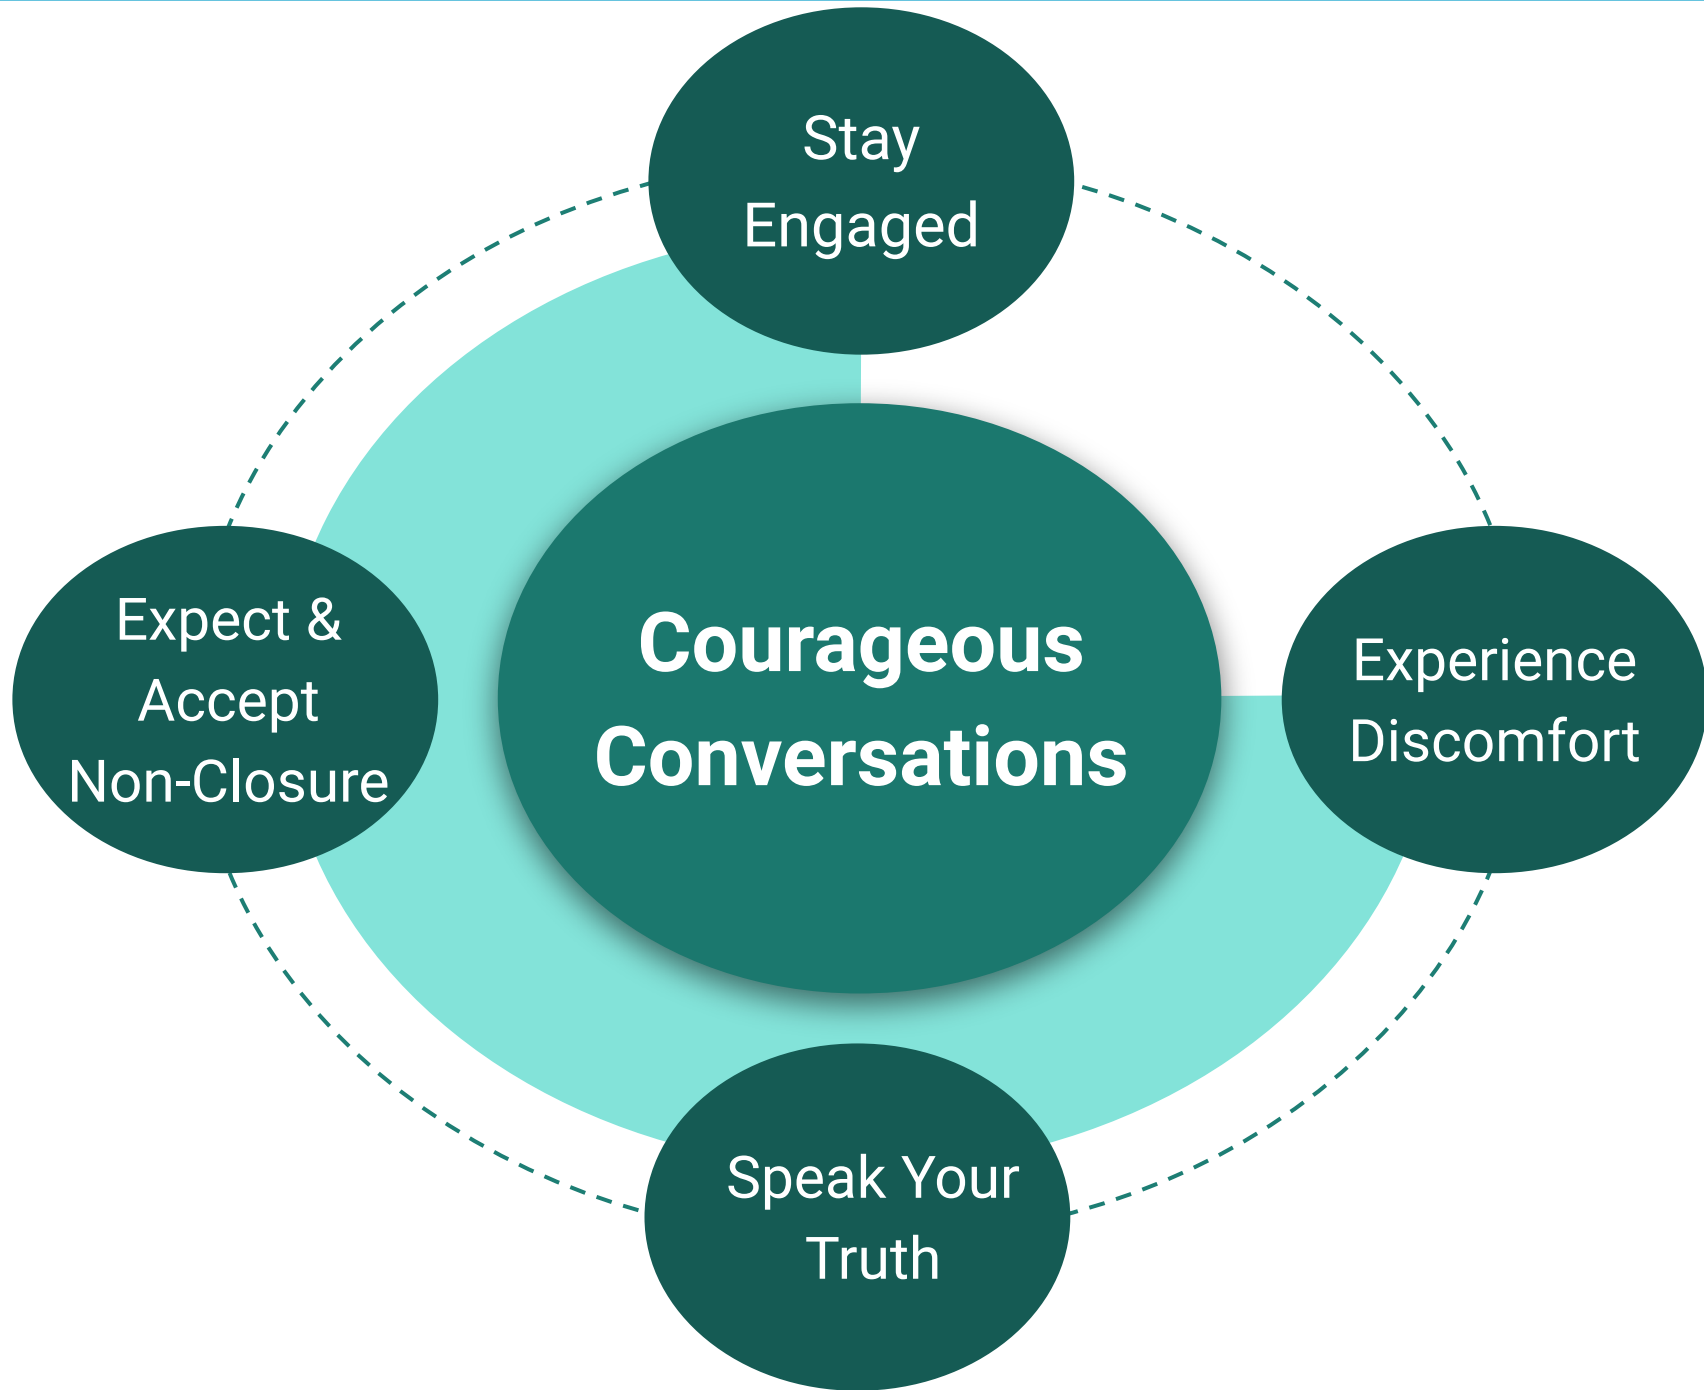 Stay
Engaged
Expect &
Accept
Non-Closure
Courageous
Conversations
Experience
Discomfort
Speak Your
Truth